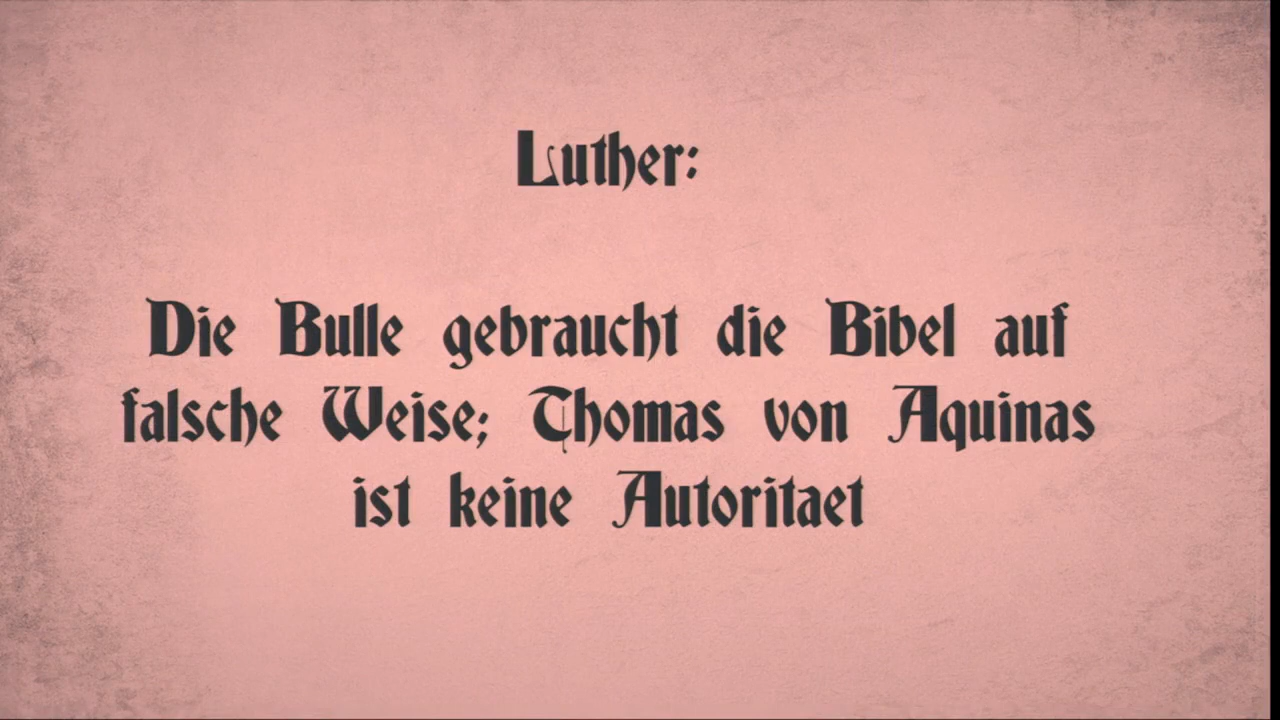 Luther:
Die Bulle gebraucht die Bibel auf
falsche Weise; Thomas von Aquinas
ist keine Autoritaet